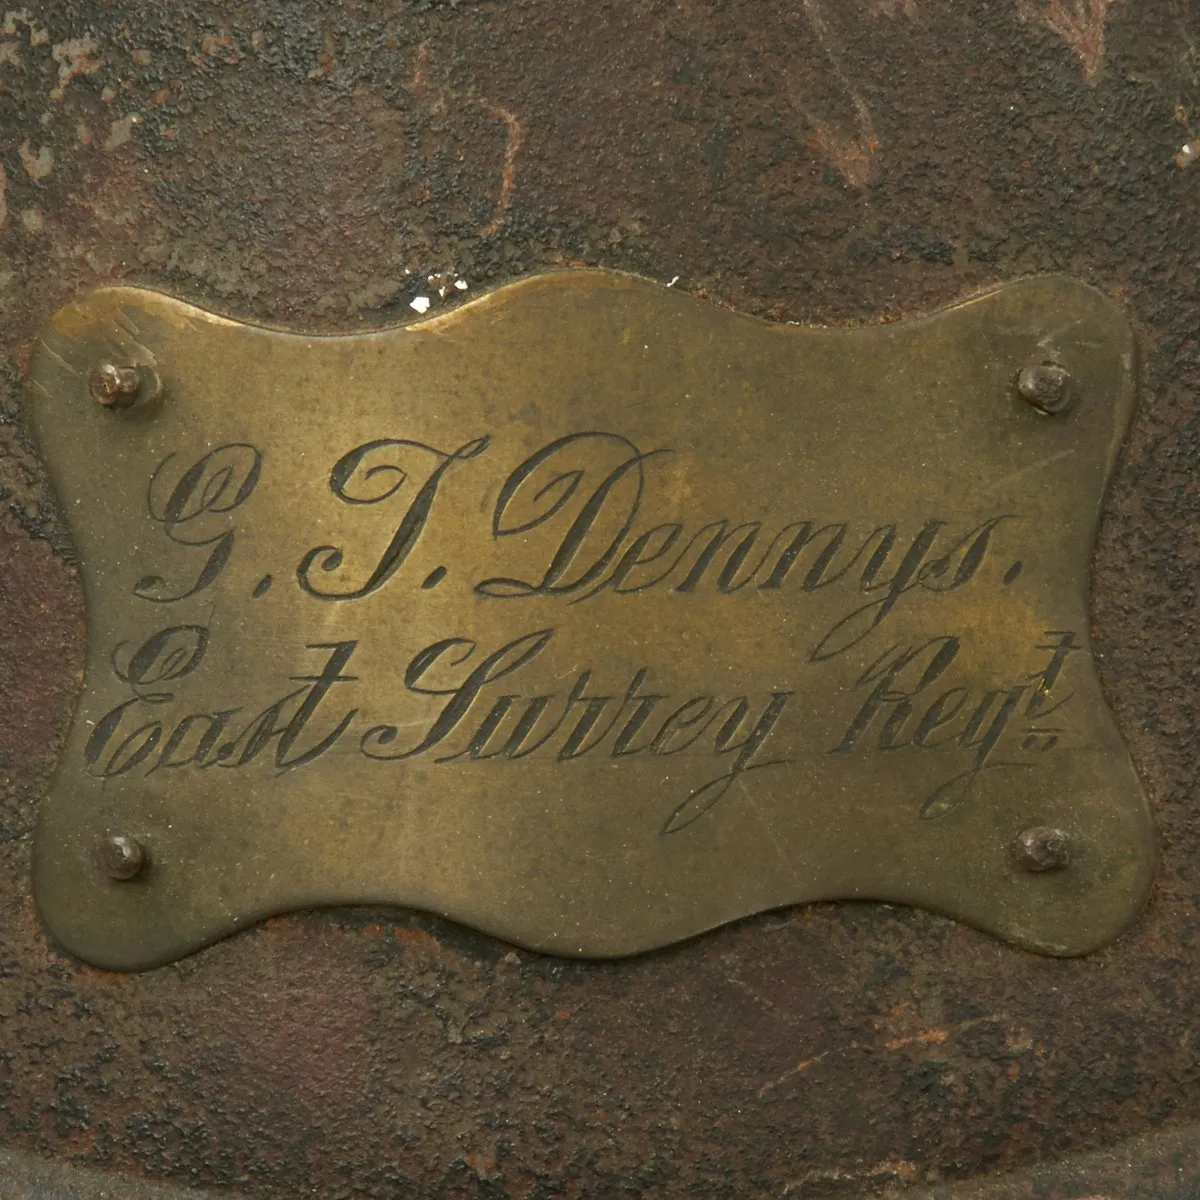 G. T. Dennys.
East Surrey Regt